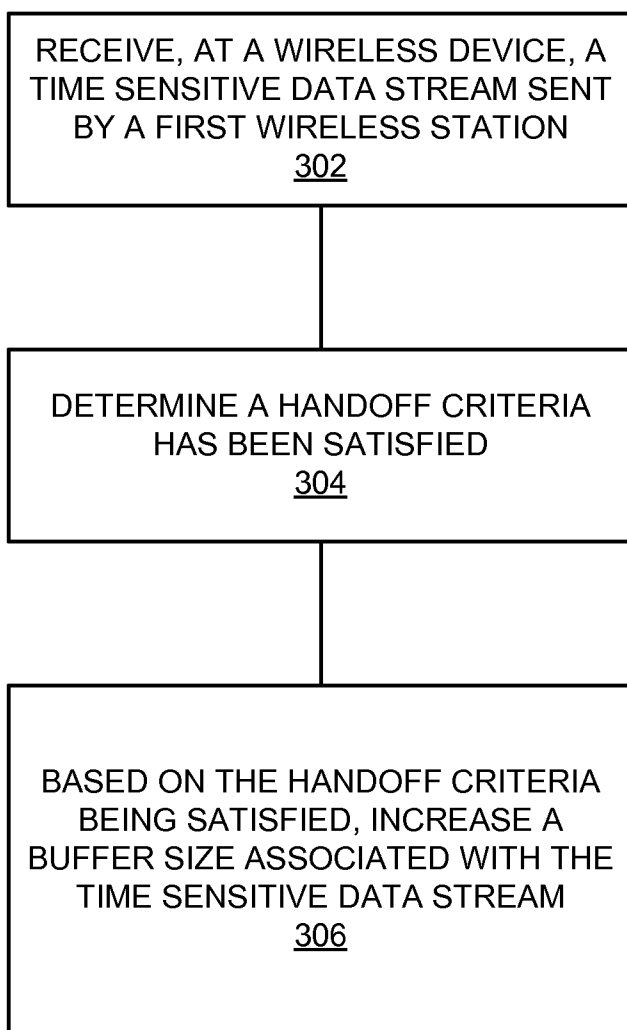 RECEIVE, AT A WIRELESS DEVICE, A
TIME SENSITIVE DATA STREAM SENT
BY A FIRST WIRELESS STATION
302
DETERMINE A HANDOFF CRITERIA
HAS BEEN SATISFIED
304
BASED ON THE HANDOFF CRITERIA
BEING SATISFIED, INCREASE A
BUFFER SIZE ASSOCIATED WITH THE
TIME SENSITIVE DATA STREAM
306